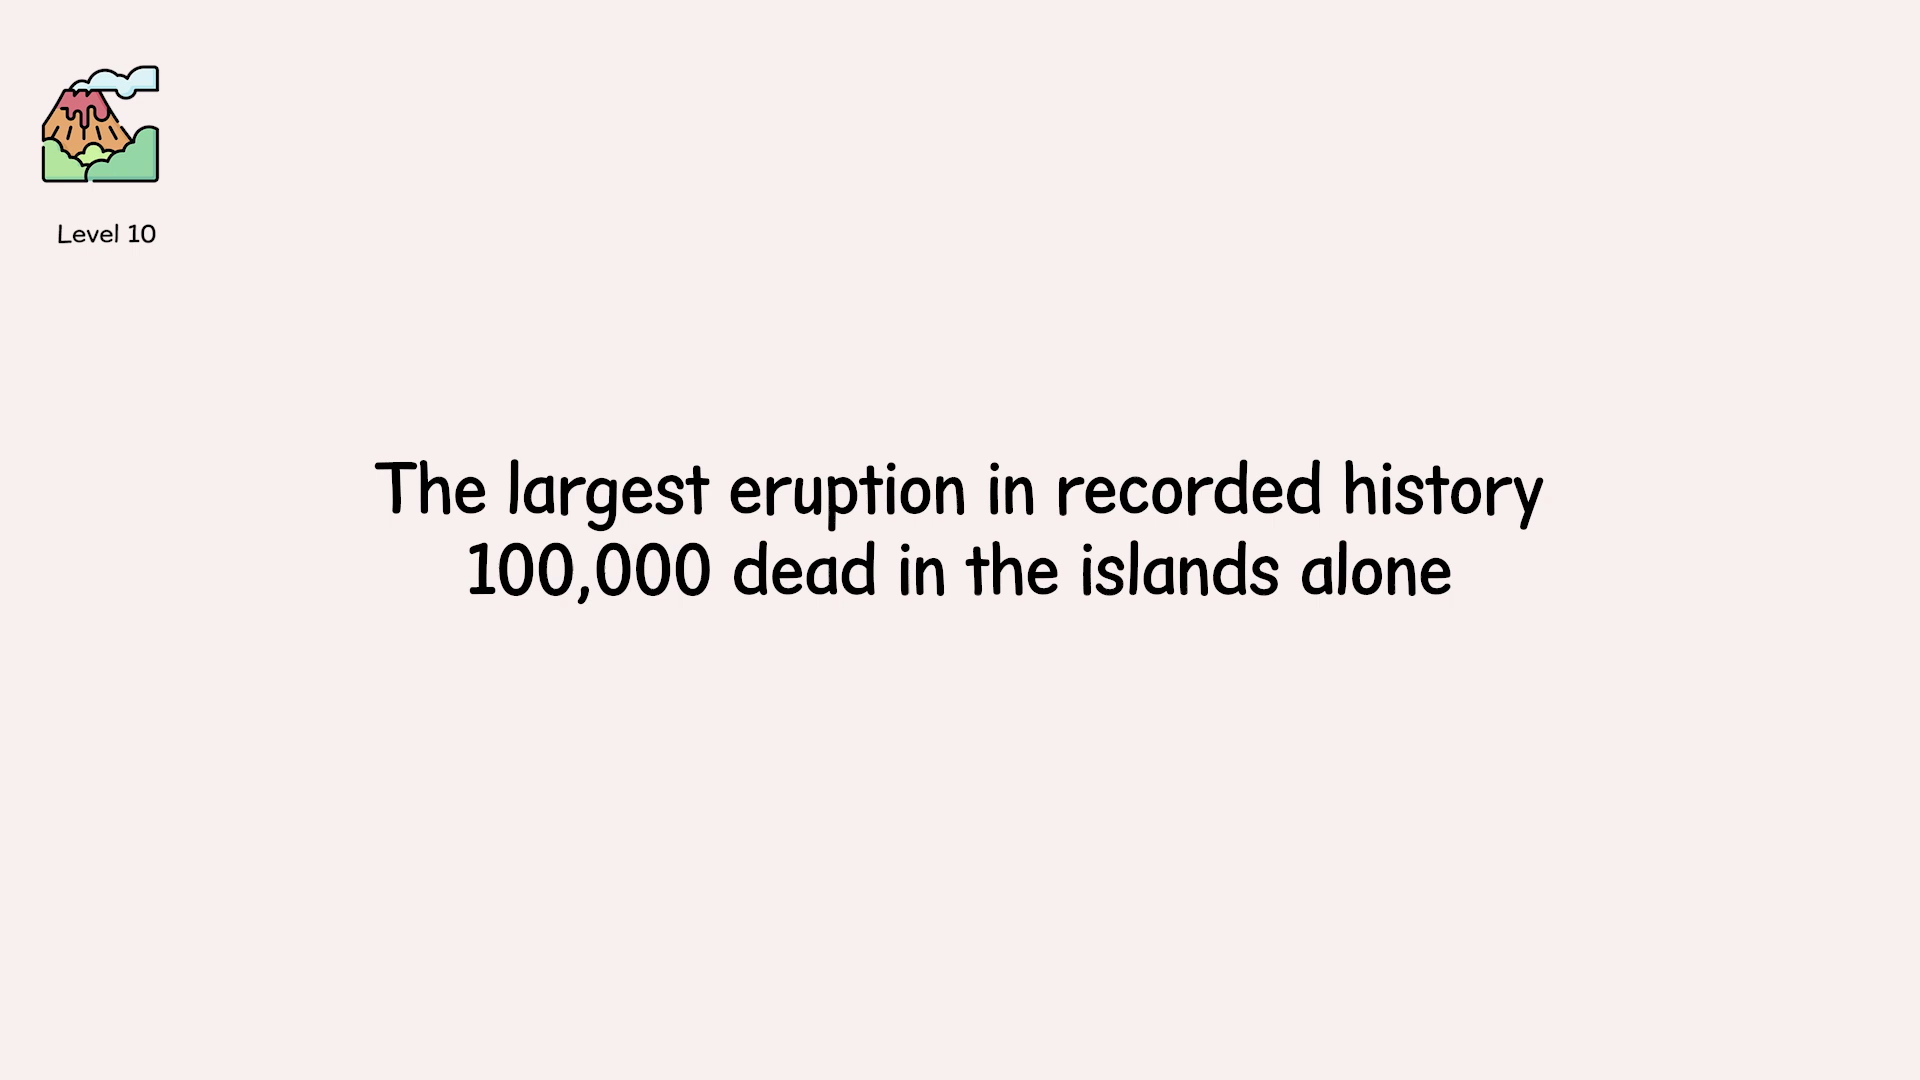 Level 10
The largest eruption in recorded history
100,000 dead in the islands alone